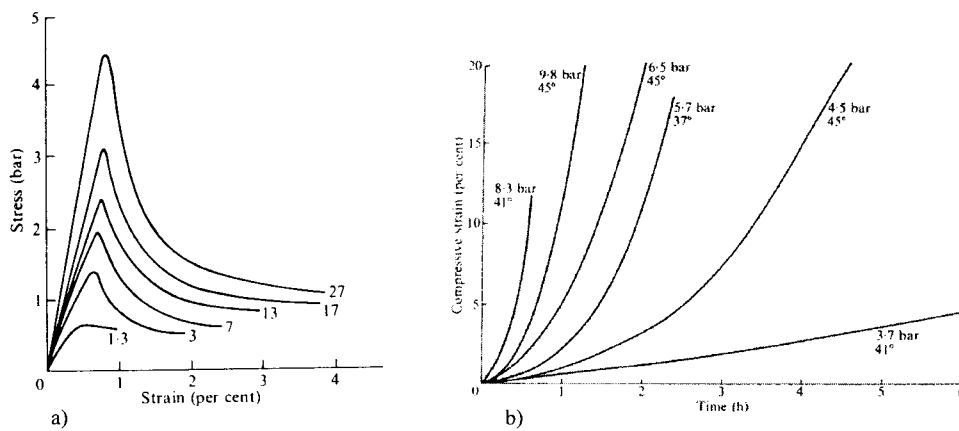 5
4
3
2
1
0
Stress (bar)
1
2
3
4
Strain (per cent)
27
17
13
7
3
1·3
a)
20
15
10
5
0
Compressive strain (per cent)
1
2
3
4
5
6
Time (h)
9·8 bar
45°
6·5 bar
45°
5·7 bar
37°
4·5 bar
45°
8·3 bar
41°
3·7 bar
41°
b)